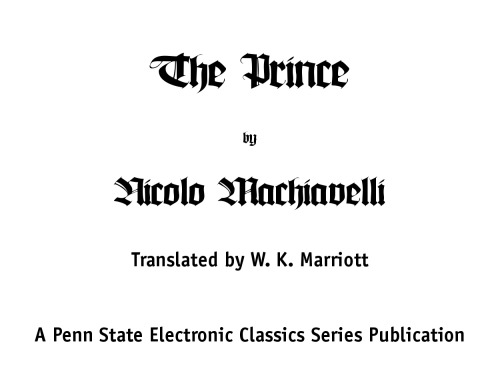 The Prince
by
Nicolo Machiavelli
Translated by W. K. Marriott
A Penn State Electronic Classics Series Publication